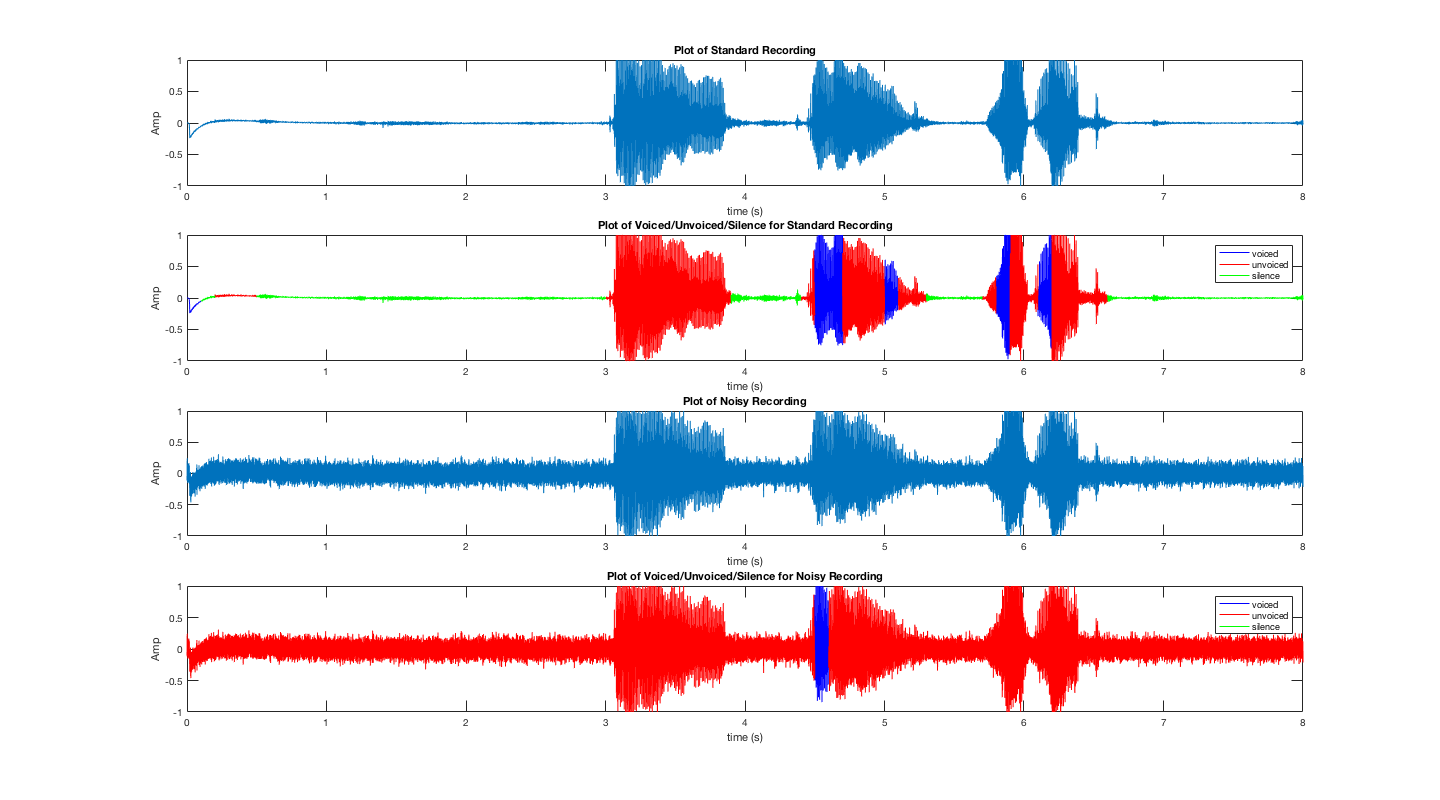 Plot of Standard Recording
1
0.5
0
-0.5
-1
Amp
0 1 2 3 4 5 6 7 8
time (s)
Plot of Voiced/Unvoiced/Silence for Standard Recording
1
0.5
0
-0.5
-1
Amp
voiced
unvoiced
silence
0 1 2 3 4 5 6 7 8
time (s)
Plot of Noisy Recording
1
0.5
0
-0.5
-1
Amp
0 1 2 3 4 5 6 7 8
time (s)
Plot of Voiced/Unvoiced/Silence for Noisy Recording
1
0.5
0
-0.5
-1
Amp
voiced
unvoiced
silence
0 1 2 3 4 5 6 7 8
time (s)